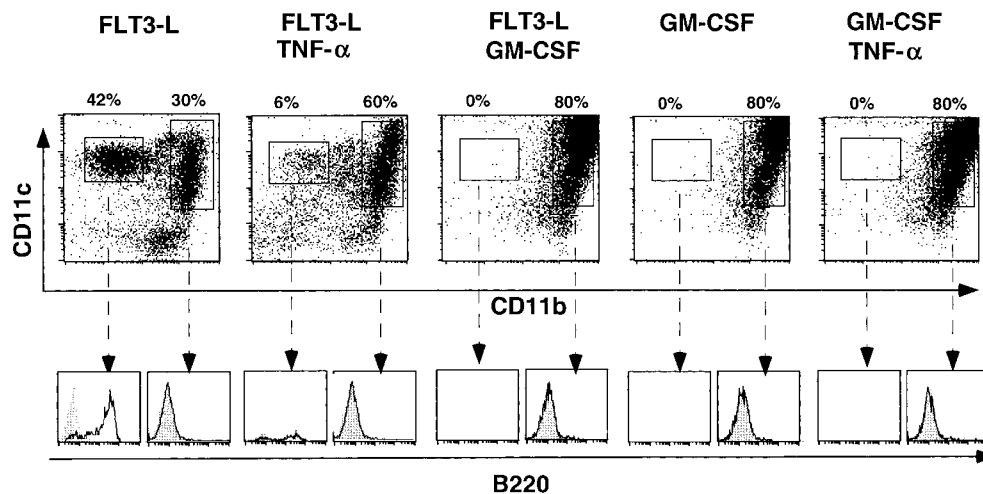 FLT3-L
FLT3-L
TNF-α
FLT3-L
GM-CSF
GM-CSF
GM-CSF
TNF-α
42% 30% 6% 60% 0% 80% 0% 80% 0% 80%
CD11c
CD11b
B220